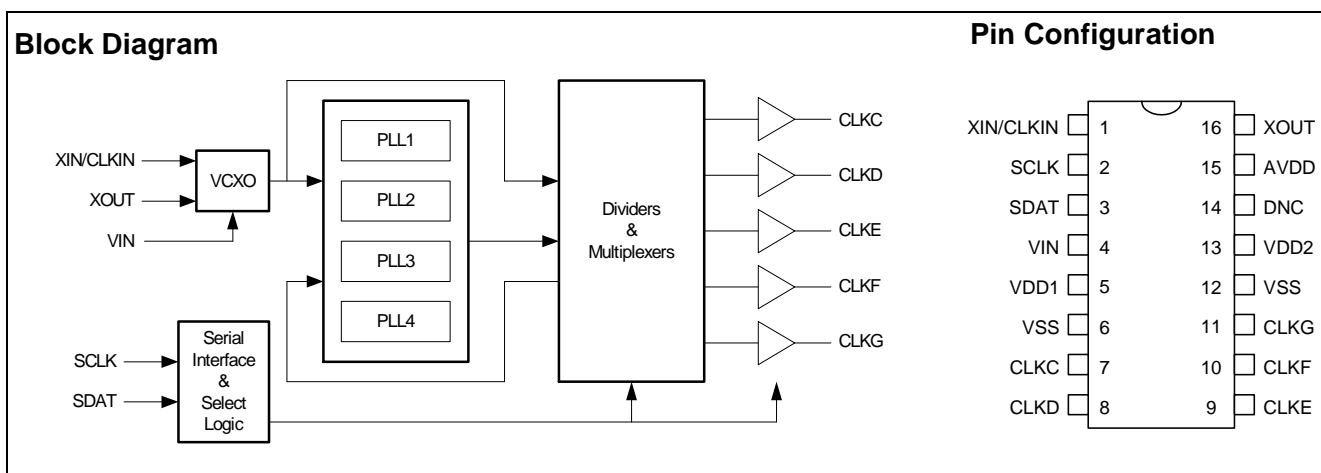 Block Diagram
XIN/CLKIN
XOUT
VIN
VCXO
SCLK
SDAT
Serial
Interface
&
Select
Logic
PLL1
PLL2
PLL3
PLL4
Dividers
&
Multiplexers
CLKC
CLKD
CLKE
CLKF
CLKG
Pin Configuration
XIN/CLKIN 1 16 XOUT
SCLK 2 15 AVDD
SDAT 3 14 DNC
VIN 4 13 VDD2
VDD1 5 12 VSS
VSS 6 11 CLKG
CLKC 7 10 CLKF
CLKD 8 9 CLKE